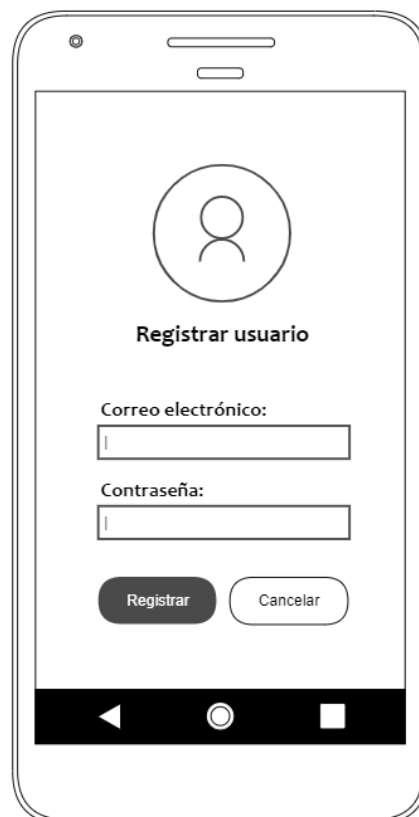 Registrar usuario
Correo electrónico:
Contraseña:
Registrar Cancelar